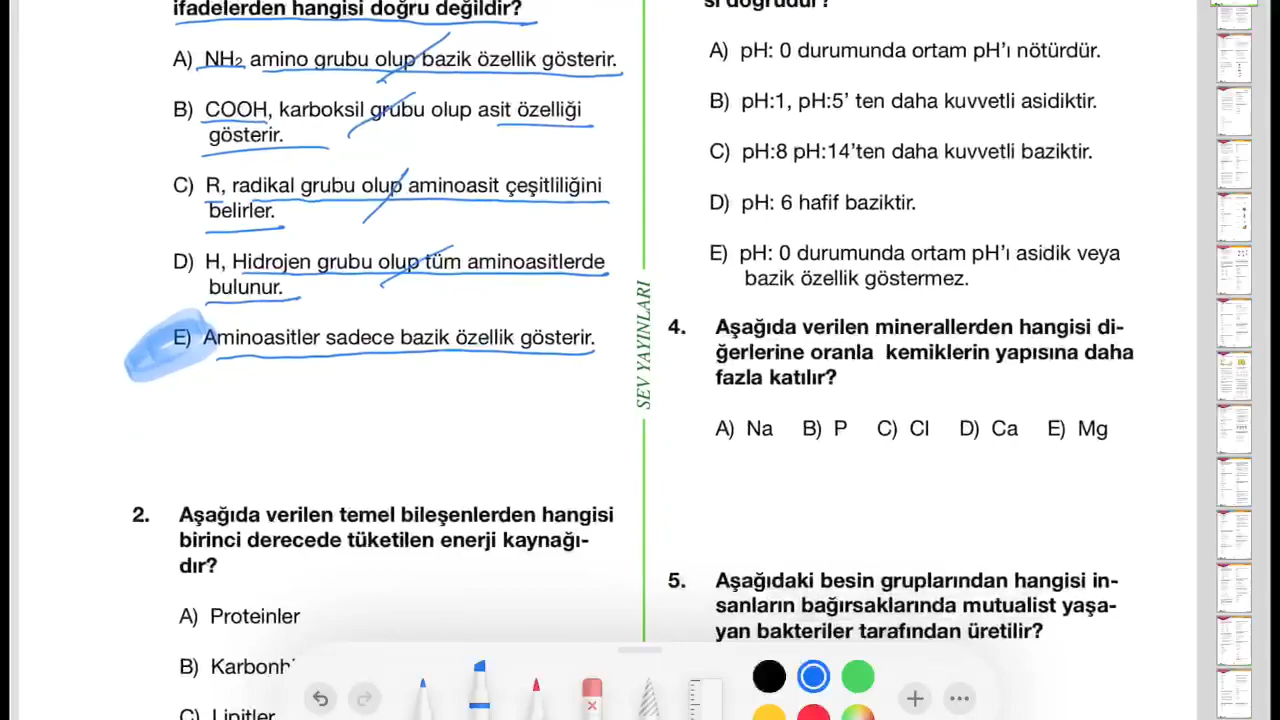 ifadelerden hangisi doğru değildir?
A) NH₂ amino grubu olup bazik özellik gösterir.
B) COOH, karboksil grubu olup asit özelliği
gösterir.
C) R, radikal grubu olup aminoasit çeşitliliğini
belirler.
D) H, Hidrojen grubu olup tüm aminoasitlerde
bulunur.
E) Aminoasitler sadece bazik özellik gösterir.
2. Aşağıda verilen temel bileşenlerden hangisi
birinci derecede tüketilen enerji kaynağı-
dır?
A) Proteinler
B) Karbonh
C) Lipitler
SEV YAYINLARI
si doğrudur?
A) pH: 0 durumunda ortam pH'ı nötürdür.
B) pH:1, pH:5' ten daha kuvvetli asidiktir.
C) pH:8 pH:14'ten daha kuvvetli baziktir.
D) pH: 6 hafif baziktir.
E) pH: 0 durumunda ortam pH'ı asidik veya
bazik özellik göstermez.
4. Aşağıda verilen minerallerden hangisi di-
ğerlerine oranla kemiklerin yapısına daha
fazla katılır?
A) Na B) P C) Cl D) Ca E) Mg
5. Aşağıdaki besin gruplarından hangisi in-
sanların bağırsaklarında mutualist yaşa-
yan bakteriler tarafından üretilir?